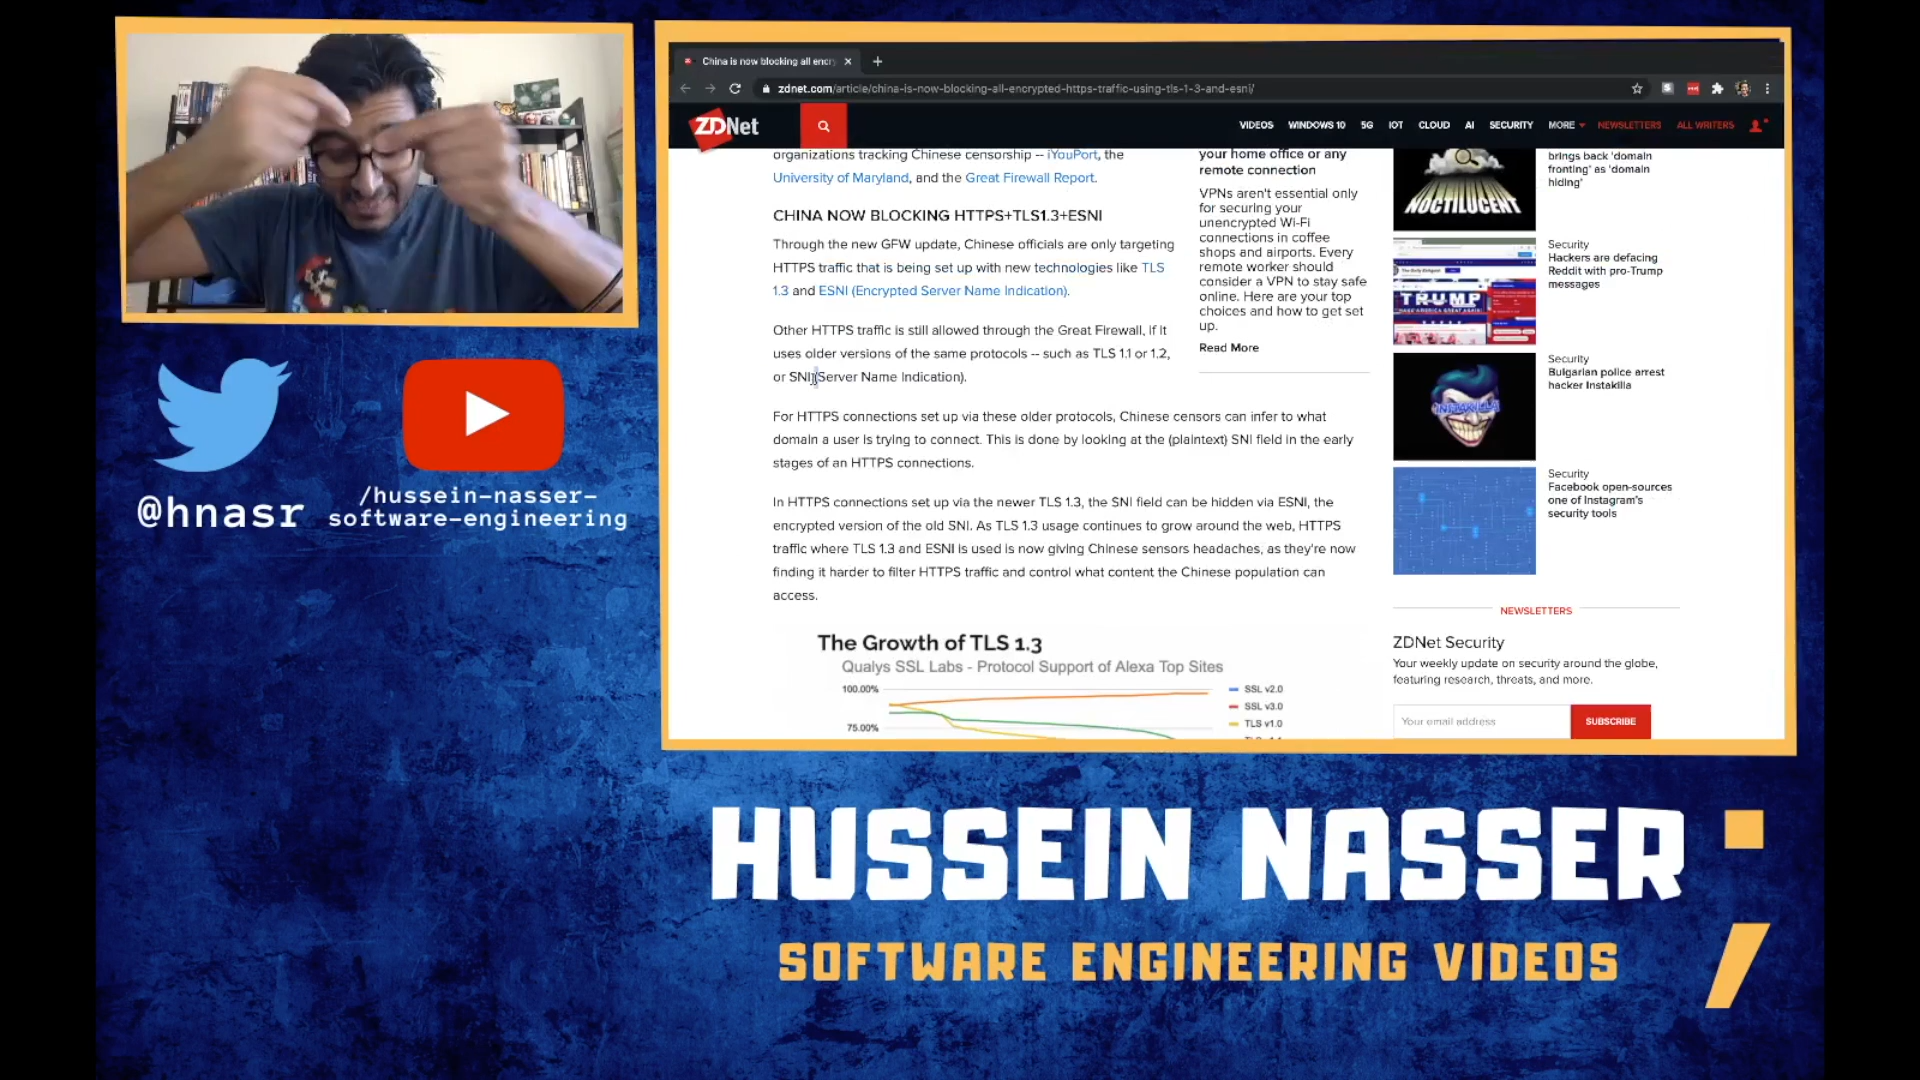 China is now blocking all encr
zdnet.com/article/china-is-now-blocking-all-encrypted-https-traffic-using-tls-1-3-and-esni/
ZDNet
VIDEOS WINDOWS 10 5G IOT CLOUD AI SECURITY MORE NEWSLETTERS ALL WRITERS
organizations tracking Chinese censorship -- iYouPort, the
University of Maryland, and the Great Firewall Report.
CHINA NOW BLOCKING HTTPS+TLS1.3+ESNI
Through the new GFW update, Chinese officials are only targeting
HTTPS traffic that is being set up with new technologies like TLS
1.3 and ESNI (Encrypted Server Name Indication).
Other HTTPS traffic is still allowed through the Great Firewall, if it
uses older versions of the same protocols -- such as TLS 1.1 or 1.2,
or SNI (Server Name Indication).
For HTTPS connections set up via these older protocols, Chinese censors can infer to what
domain a user is trying to connect. This is done by looking at the (plaintext) SNI field in the early
stages of an HTTPS connections.
In HTTPS connections set up via the newer TLS 1.3, the SNI field can be hidden via ESNI, the
encrypted version of the old SNI. As TLS 1.3 usage continues to grow around the web, HTTPS
traffic where TLS 1.3 and ESNI is used is now giving Chinese sensors headaches, as they're now
finding it harder to filter HTTPS traffic and control what content the Chinese population can
access.
The Growth of TLS 1.3
Qualys SSL Labs - Protocol Support of Alexa Top Sites
100.00%
75.00%
SSL v2.0
SSL v3.0
TLS v1.0
your home office or any
remote connection
VPNs aren't essential only
for securing your
unencrypted Wi-Fi
connections in coffee
shops and airports. Every
remote worker should
consider a VPN to stay safe
online. Here are your top
choices and how to get set
up.
Read More
NOCTILUCENT
brings back 'domain
fronting' as 'domain
hiding'
TRUMP
Security
Hackers are defacing
Reddit with pro-Trump
messages
INSTAKILLA
Security
Bulgarian police arrest
hacker Instakilla
Security
Facebook open-sources
one of Instagram's
security tools
NEWSLETTERS
ZDNet Security
Your weekly update on security around the globe,
featuring research, threats, and more.
Your email address
SUBSCRIBE
@hnasr
/hussein-nasser-
software-engineering
HUSSEIN NASSER ;
SOFTWARE ENGINEERING VIDEOS